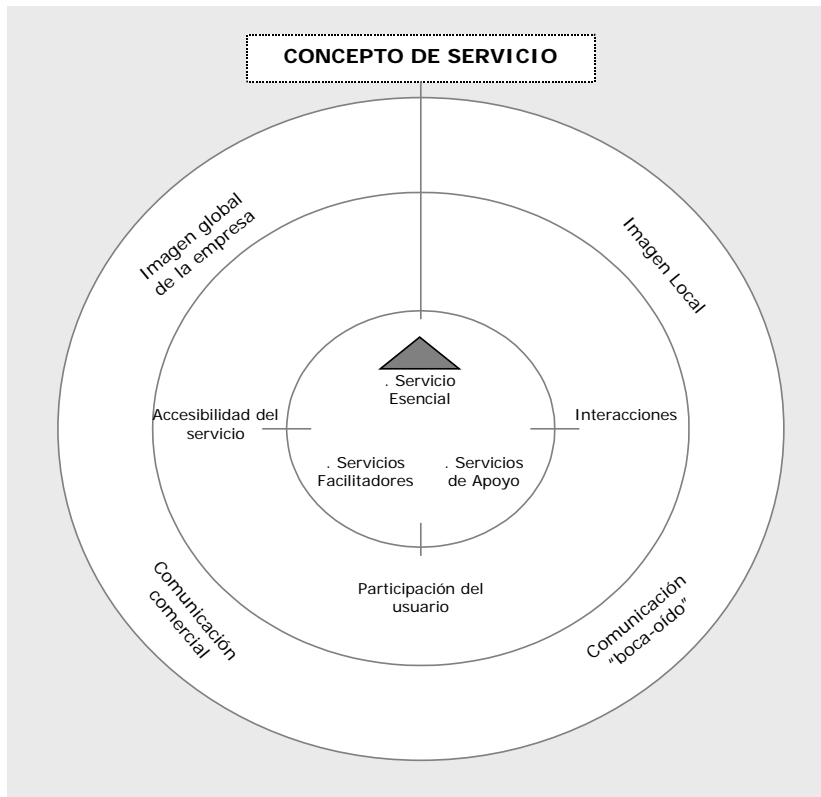 CONCEPTO DE SERVICIO
Imagen global
de la empresa
Imagen Local
. Servicio
Esencial
Accesibilidad del
servicio
Interacciones
. Servicios
Facilitadores
. Servicios
de Apoyo
Participación del
usuario
Comunicación
comercial
Comunicación
"boca-oído"